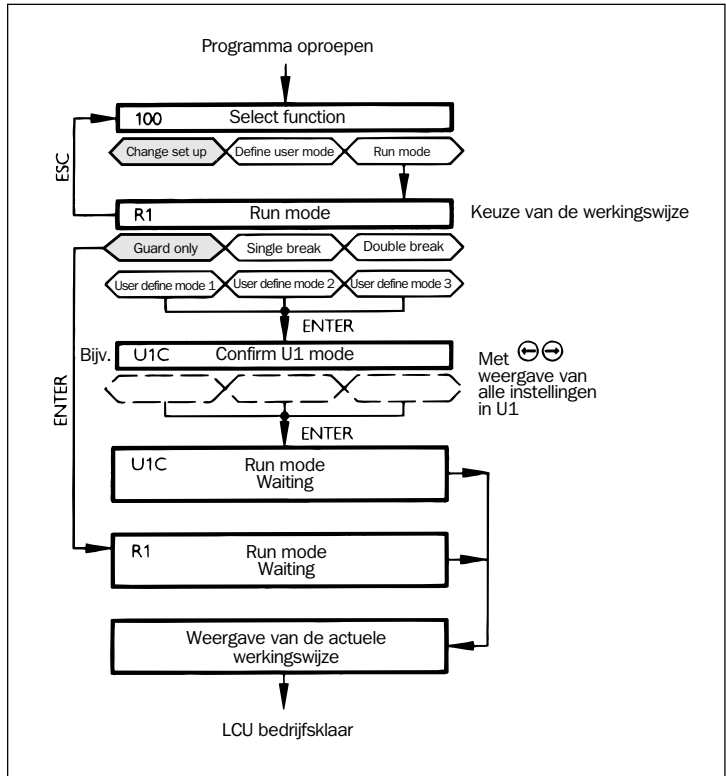 Programma oproepen
100 Select function
Change set up Define user mode Run mode
ESC
R1 Run mode
Keuze van de werkingswijze
Guard only Single break Double break
User define mode 1 User define mode 2 User define mode 3
ENTER
Bijv. U1C Confirm U1 mode
Met ←→
weergave van
alle instellingen
in U1
ENTER
ENTER
U1C Run mode
Waiting
R1 Run mode
Waiting
Weergave van de actuele
werkingswijze
LCU bedrijfsklaar